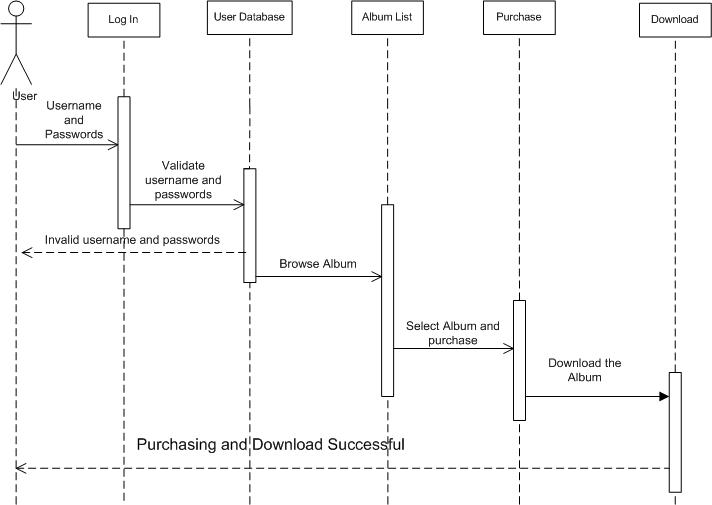 Log In
User Database
Album List
Purchase
Download
User
Username
and
Passwords
Validate
username and
passwords
Invalid username and passwords
Browse Album
Select Album and
purchase
Download the
Album
Purchasing and Download Successful